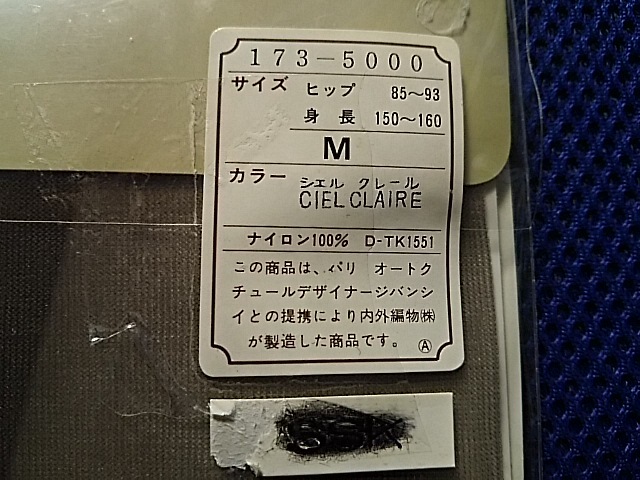 173-5000
サイズ ヒップ 85〜93
身長 150〜160
M
カラー シエル クレール
CIEL CLAIRE
ナイロン100% D-TK1551
この商品は、パリ オートク
チュールデザイナージバンシ
イとの提携により内外編物㈱
が製造した商品です。 Ⓐ